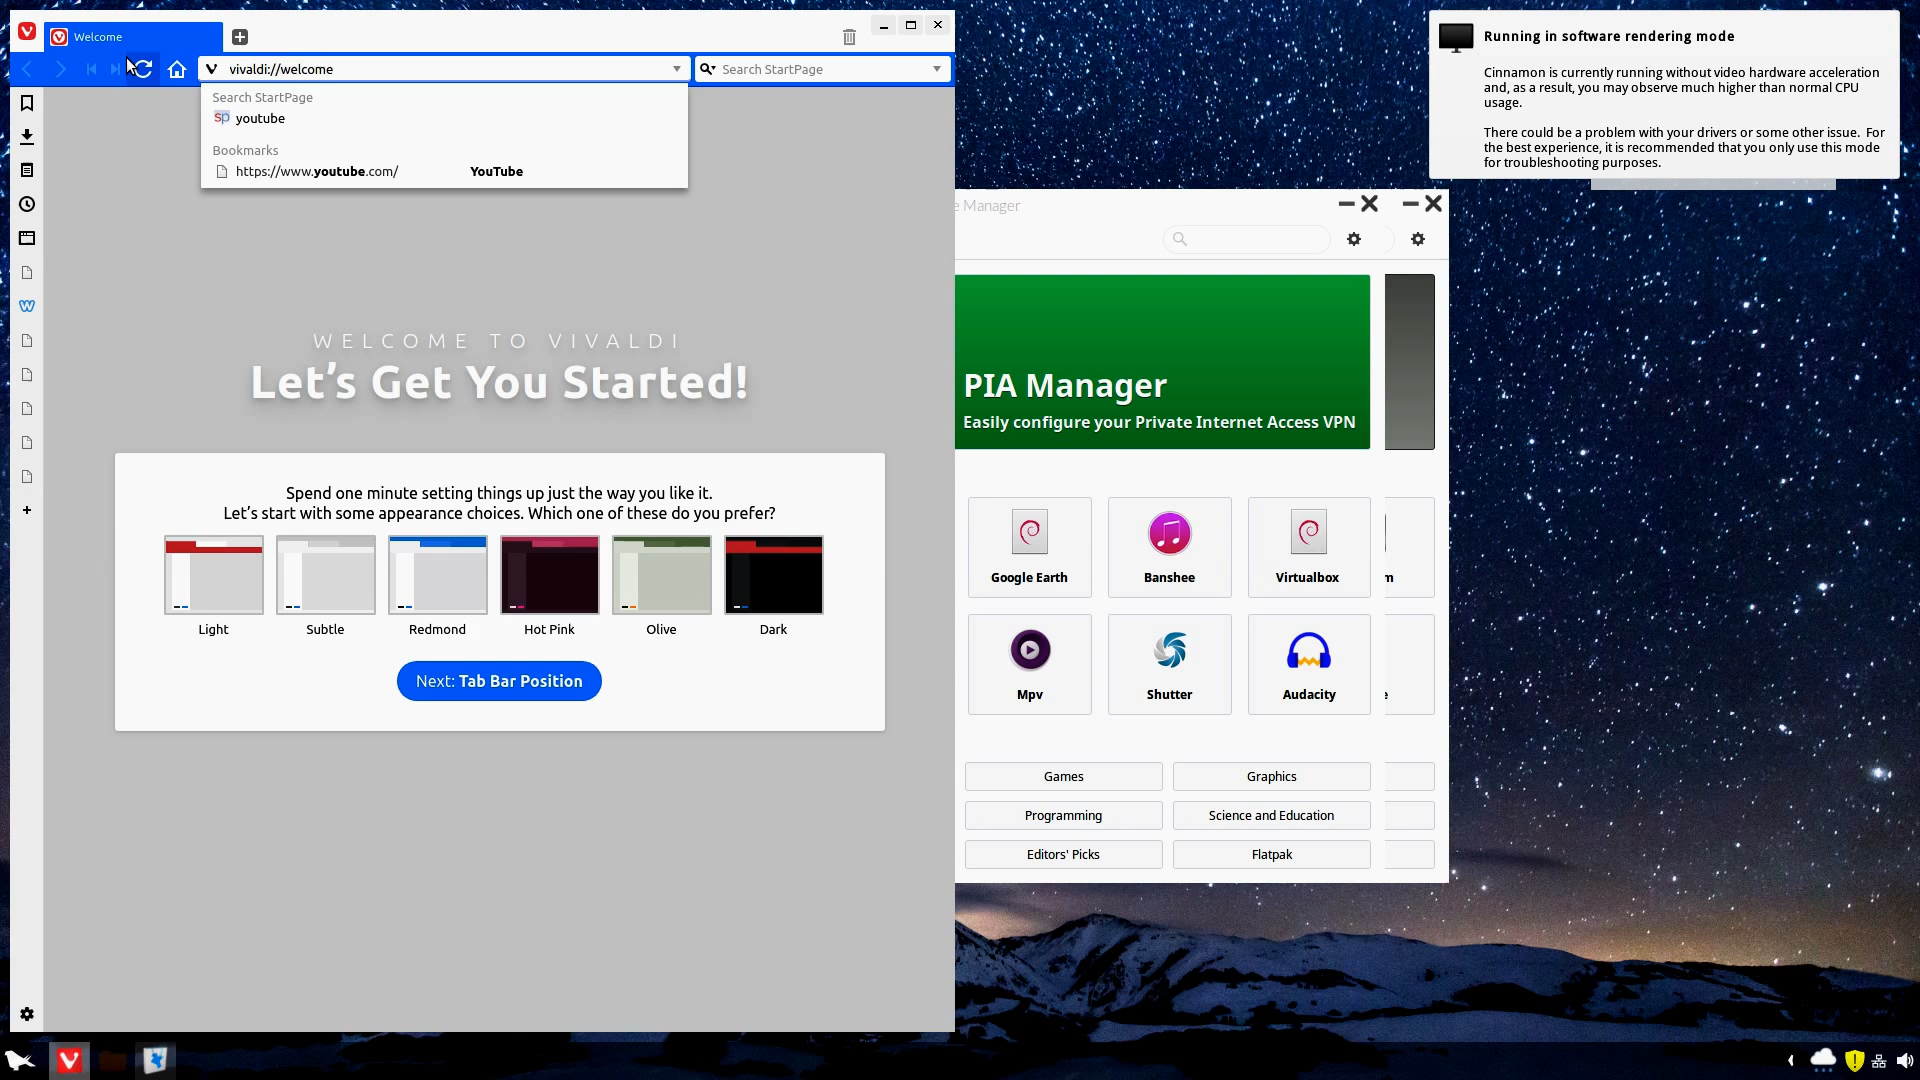 Welcome
vivaldi://welcome
Search StartPage
Search StartPage
youtube
Bookmarks
https://www.youtube.com/ YouTube
WELCOME TO VIVALDI
Let’s Get You Started!
Spend one minute setting things up just the way you like it.
Let’s start with some appearance choices. Which one of these do you prefer?
Light Subtle Redmond Hot Pink Olive Dark
Next: Tab Bar Position
Running in software rendering mode
Cinnamon is currently running without video hardware acceleration
and, as a result, you may observe much higher than normal CPU
usage.
There could be a problem with your drivers or some other issue. For
the best experience, it is recommended that you only use this mode
for troubleshooting purposes.
e Manager
PIA Manager
Easily configure your Private Internet Access VPN
Google Earth Banshee Virtualbox m
Mpv Shutter Audacity e
Games Graphics
Programming Science and Education
Editors' Picks Flatpak